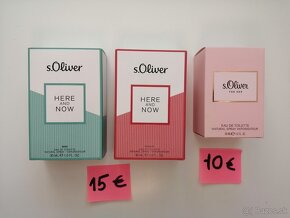 s.Oliver
HERE
AND
NOW
s.Oliver
HERE
AND
NOW
s.Oliver
FOR HER
EAU DE TOILETTE
NATURAL SPRAY VAPORISATEUR
15 €
10 €